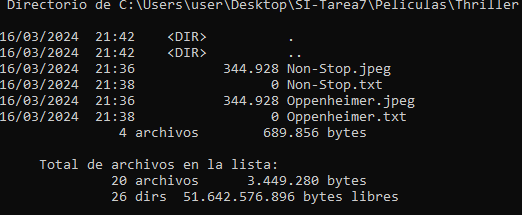 Directorio de C:\Users\user\Desktop\SI-Tarea7\Peliculas\Thriller
16/03/2024  21:42    <DIR>          .
16/03/2024  21:42    <DIR>          ..
16/03/2024  21:36           344.928 Non-Stop.jpeg
16/03/2024  21:38                 0 Non-Stop.txt
16/03/2024  21:36           344.928 Oppenheimer.jpeg
16/03/2024  21:38                 0 Oppenheimer.txt
4 archivos        689.856 bytes
Total de archivos en la lista:
20 archivos      3.449.280 bytes
26 dirs  51.642.576.896 bytes libres